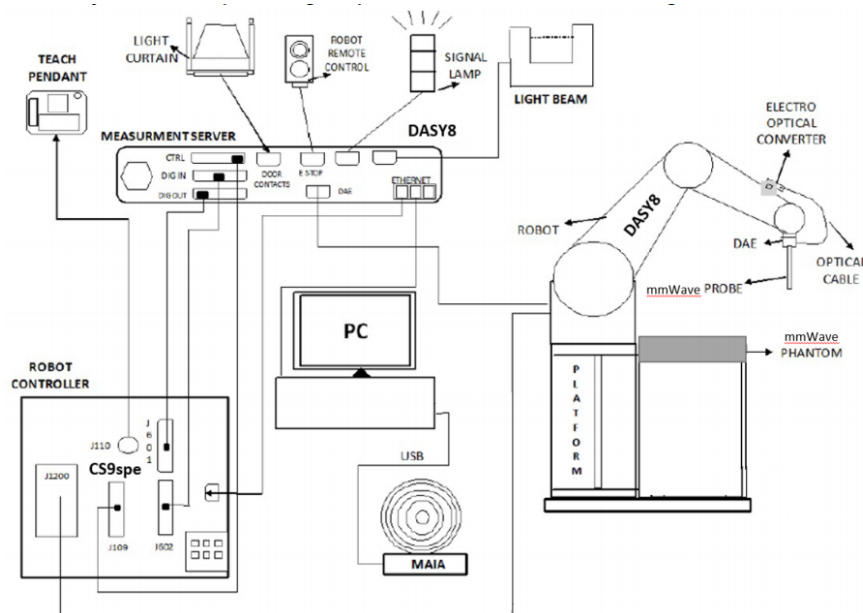 LIGHT
CURTAIN
ROBOT
REMOTE
CONTROL
SIGNAL
LAMP
LIGHT BEAM
TEACH
PENDANT
MEASURMENT SERVER
DASY8
CTRL
DIG IN
DIG OUT
DOOR
CONTACTS
E STOP
DAE
ETHERNET
ELECTRO
OPTICAL
CONVERTER
ROBOT
DASY8
DAE
OPTICAL
CABLE
mmWave PROBE
mmWave
PHANTOM
PLATFORM
PC
USB
MAIA
ROBOT
CONTROLLER
J110
J601
CS9spe
J1200
J109
J602